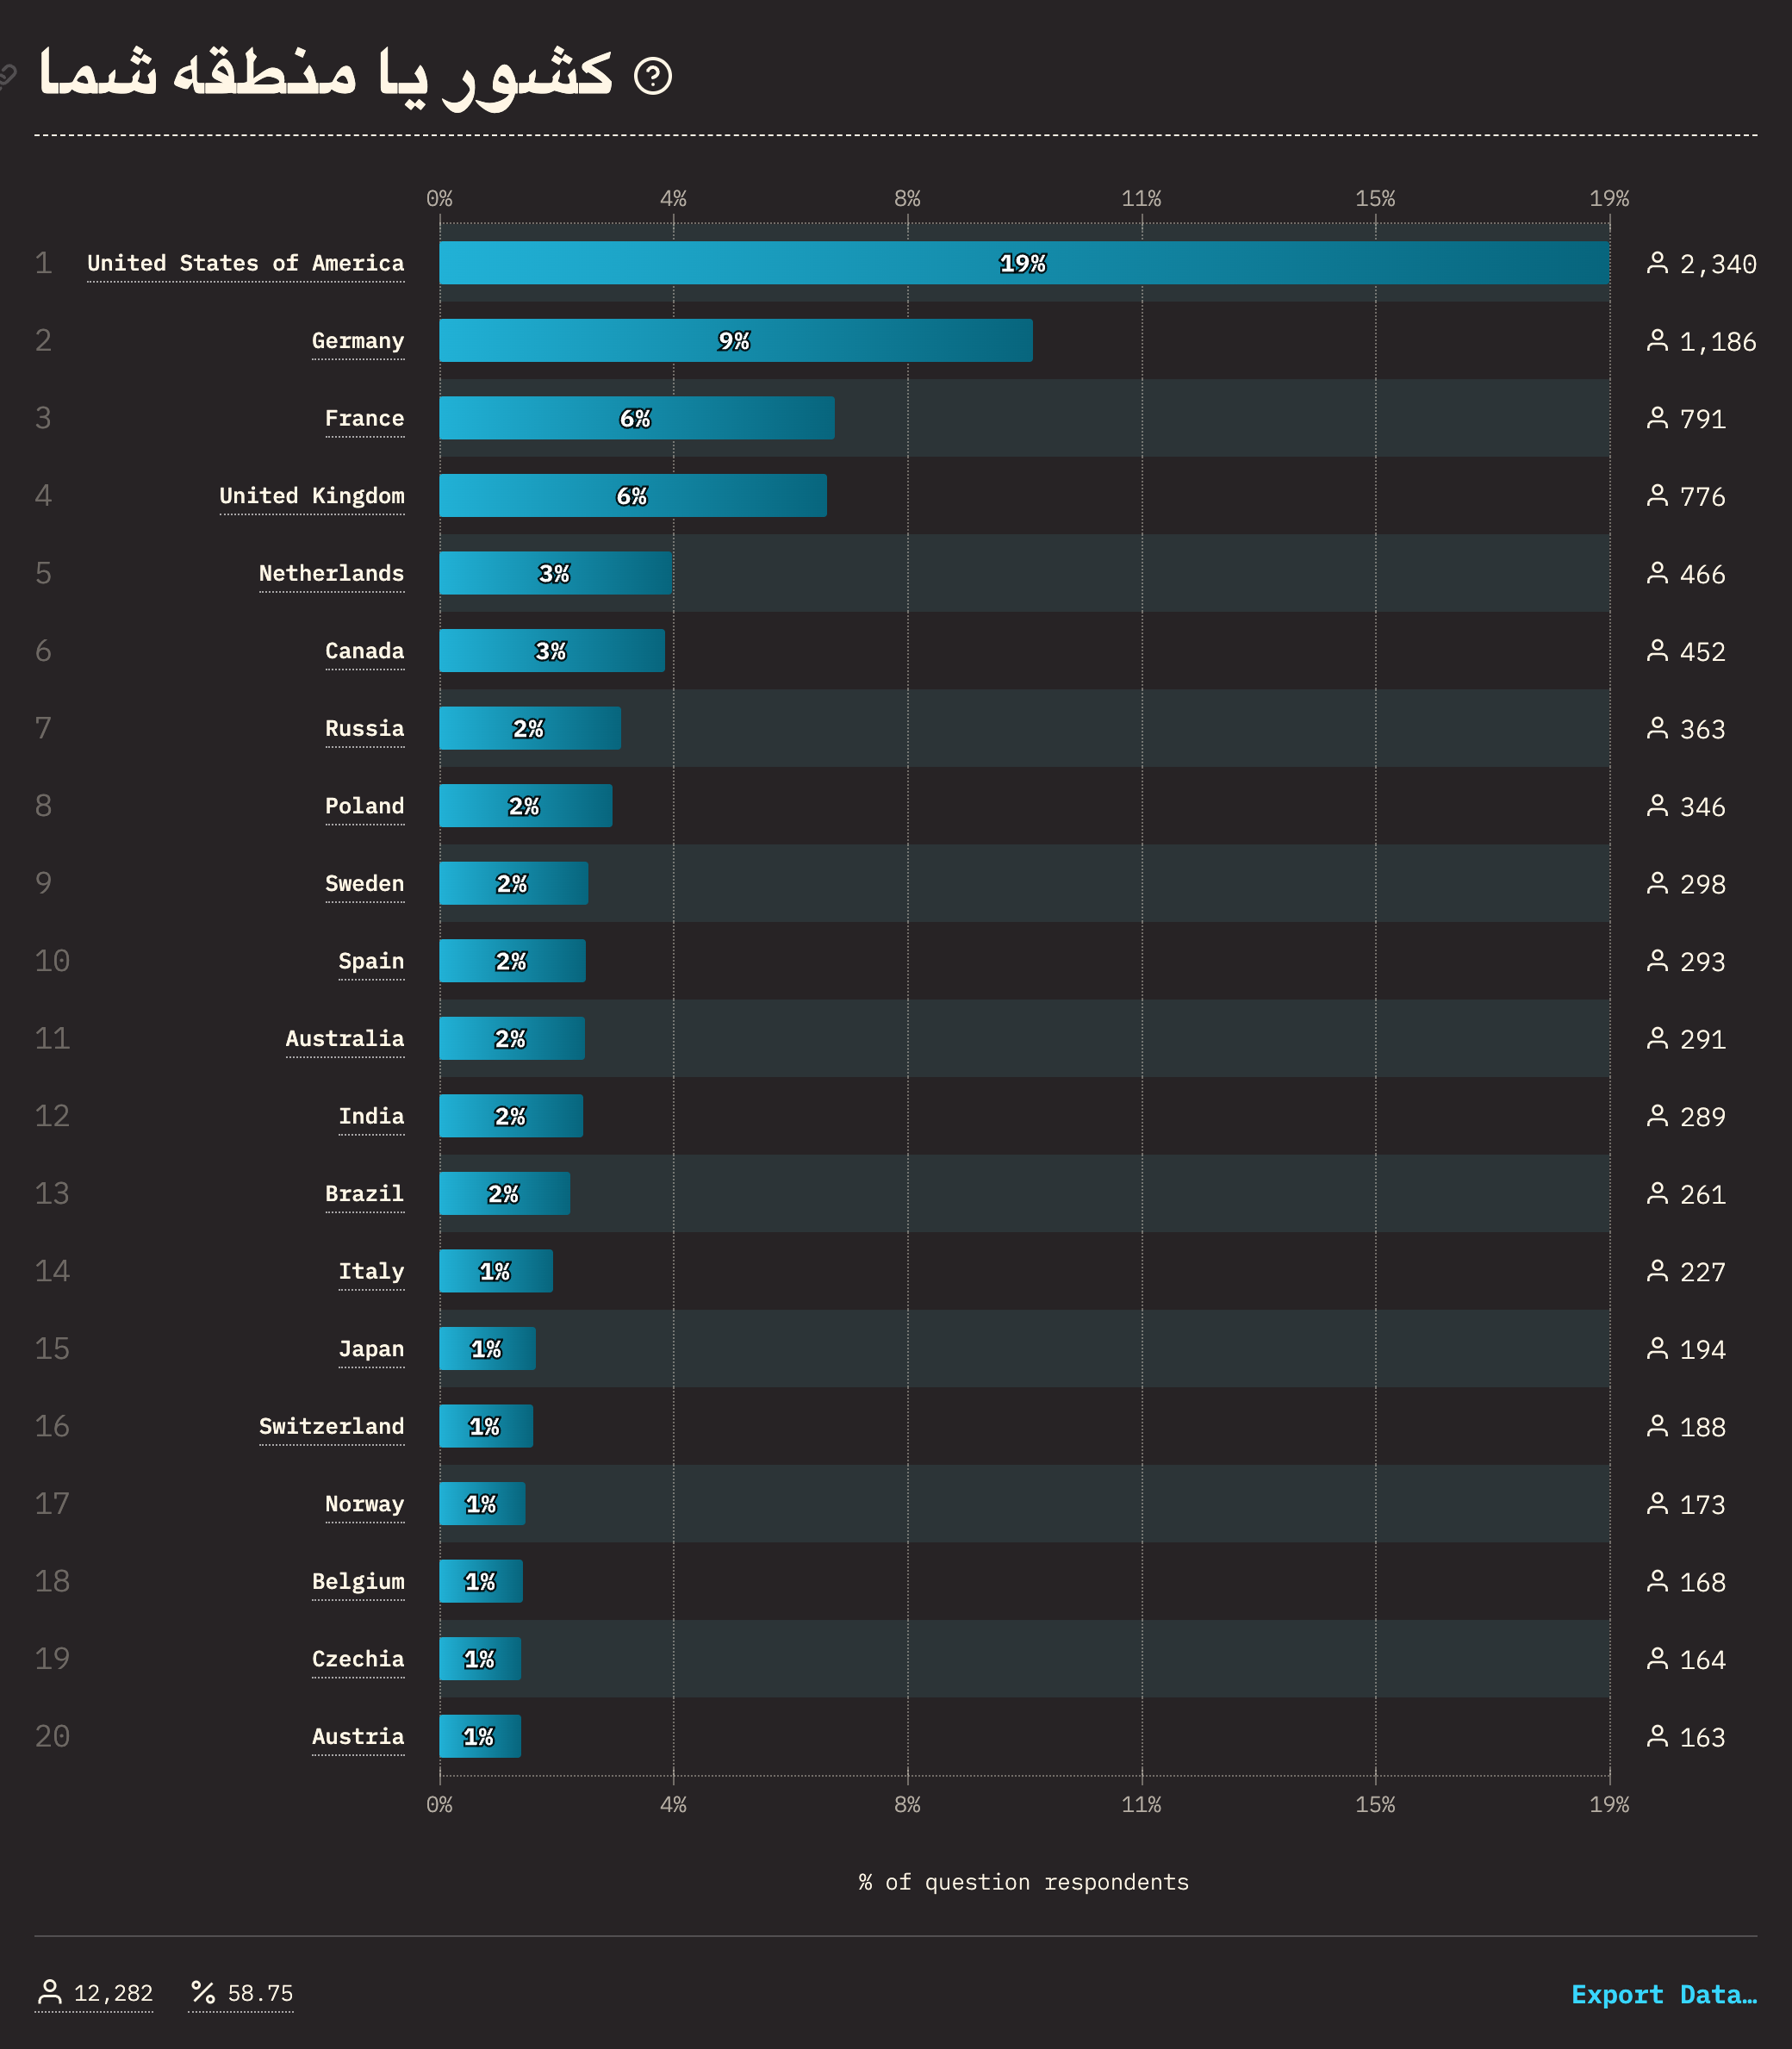 کشور یا منطقه شما
0% 4% 8% 11% 15% 19%
1 United States of America 19% 2,340
2 Germany 9% 1,186
3 France 6% 791
4 United Kingdom 6% 776
5 Netherlands 3% 466
6 Canada 3% 452
7 Russia 2% 363
8 Poland 2% 346
9 Sweden 2% 298
10 Spain 2% 293
11 Australia 2% 291
12 India 2% 289
13 Brazil 2% 261
14 Italy 1% 227
15 Japan 1% 194
16 Switzerland 1% 188
17 Norway 1% 173
18 Belgium 1% 168
19 Czechia 1% 164
20 Austria 1% 163
0% 4% 8% 11% 15% 19%
% of question respondents
12,282 % 58.75 Export Data…